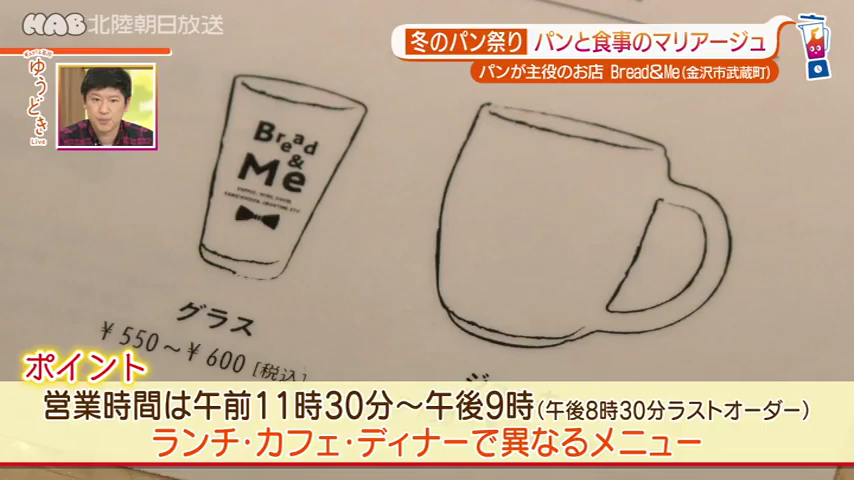 HAB 北陸朝日放送
冬のパン祭り パンと食事のマリアージュ
パンが主役のお店 Bread&Me(金沢市武蔵町)
ゆうどき
Live
Bread
&
Me
グラス
¥550～¥600 [税込]
ポイント
営業時間は午前11時30分～午後9時(午後8時30分ラストオーダー)
ランチ・カフェ・ディナーで異なるメニュー